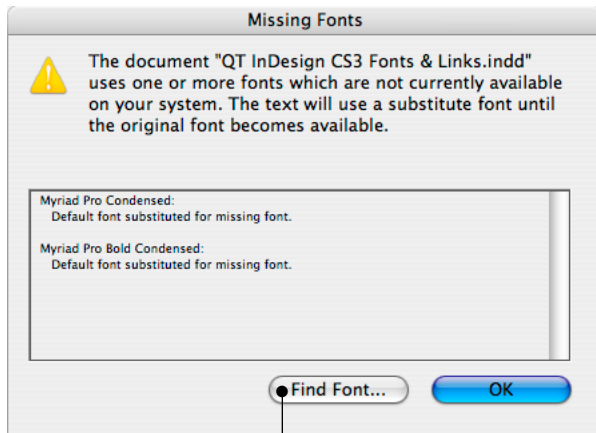 Missing Fonts
The document "QT InDesign CS3 Fonts & Links.indd"
uses one or more fonts which are not currently available
on your system. The text will use a substitute font until
the original font becomes available.
Myriad Pro Condensed:
Default font substituted for missing font.
Myriad Pro Bold Condensed:
Default font substituted for missing font.
Find Font...
OK